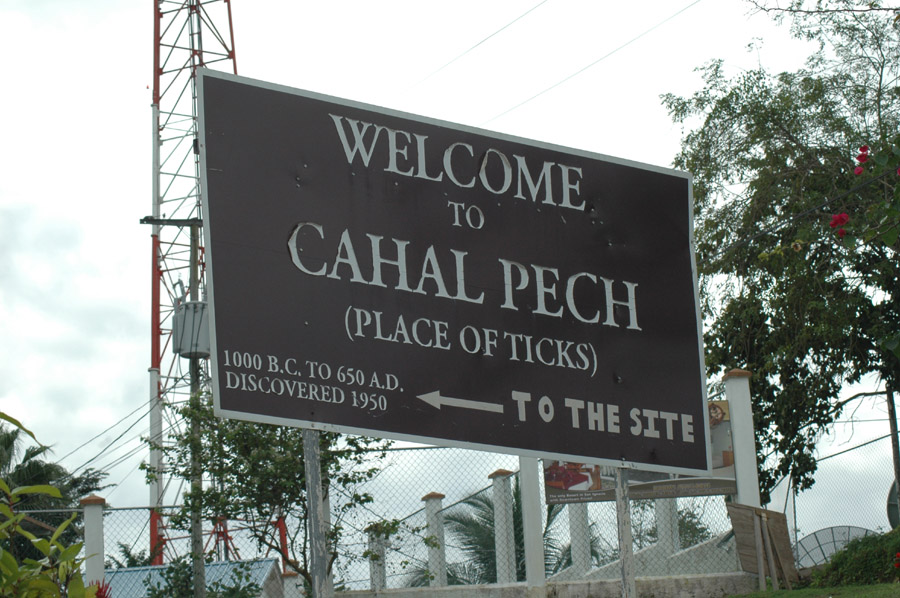 WELCOME
TO
CAHAL PECH
(PLACE OF TICKS)
1000 B.C. TO 650 A.D.
DISCOVERED 1950
TO THE SITE